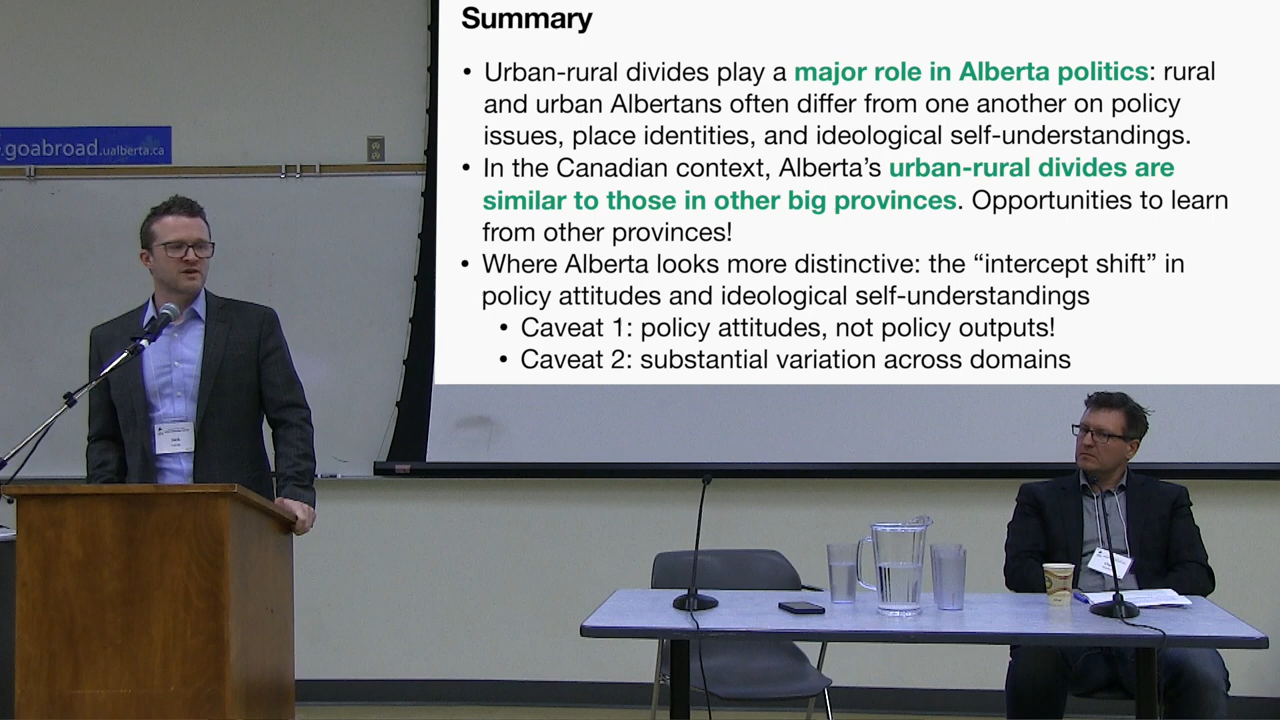 Summary
• Urban-rural divides play a major role in Alberta politics: rural
and urban Albertans often differ from one another on policy
issues, place identities, and ideological self-understandings.
• In the Canadian context, Alberta’s urban-rural divides are
similar to those in other big provinces. Opportunities to learn
from other provinces!
• Where Alberta looks more distinctive: the “intercept shift” in
policy attitudes and ideological self-understandings
• Caveat 1: policy attitudes, not policy outputs!
• Caveat 2: substantial variation across domains
.goabroad.ualberta.ca